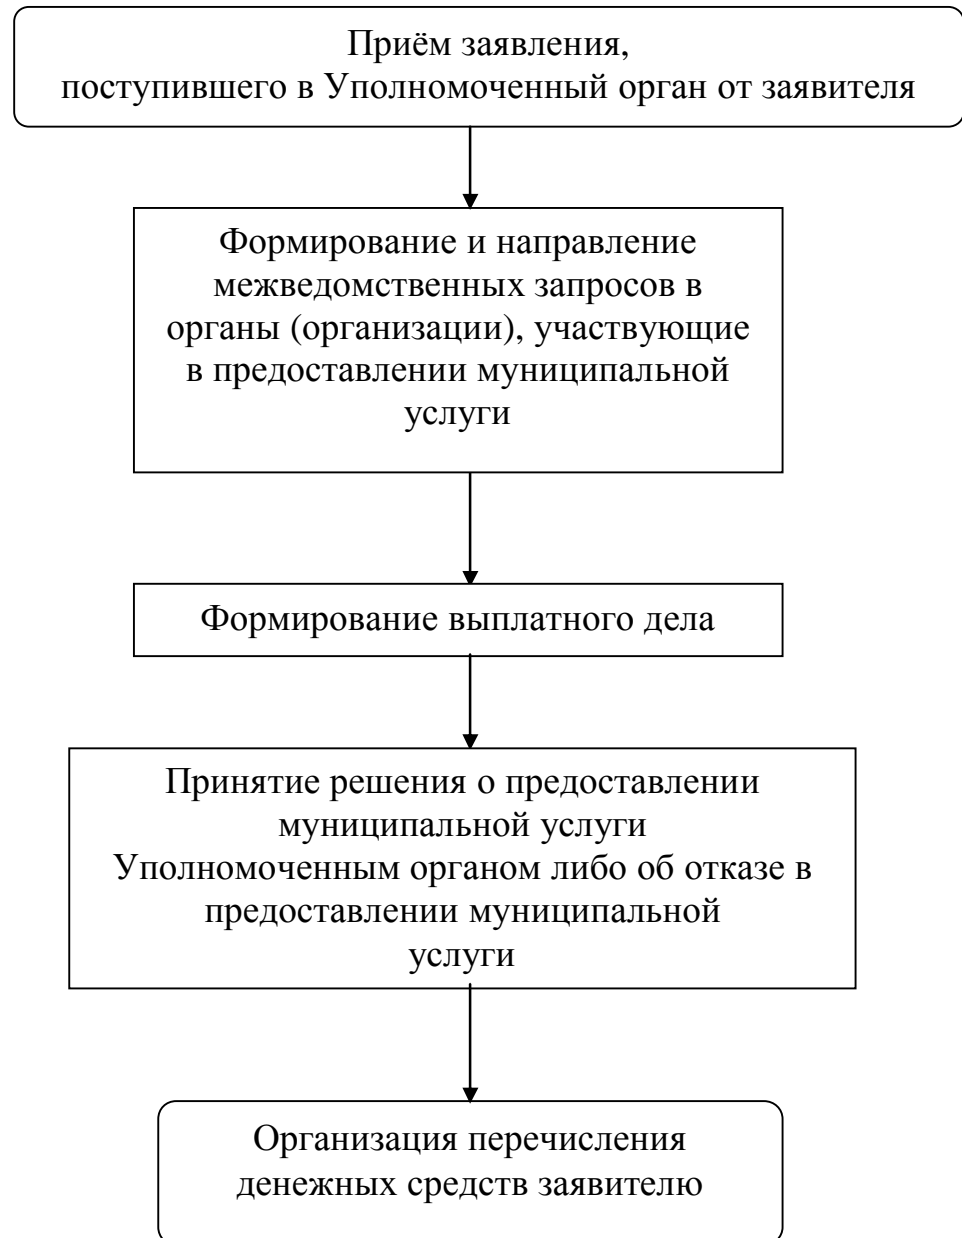 Приём заявления,
поступившего в Уполномоченный орган от заявителя
Формирование и направление
межведомственных запросов в
органы (организации), участвующие
в предоставлении муниципальной
услуги
Формирование выплатного дела
Принятие решения о предоставлении
муниципальной услуги
Уполномоченным органом либо об отказе в
предоставлении муниципальной
услуги
Организация перечисления
денежных средств заявителю